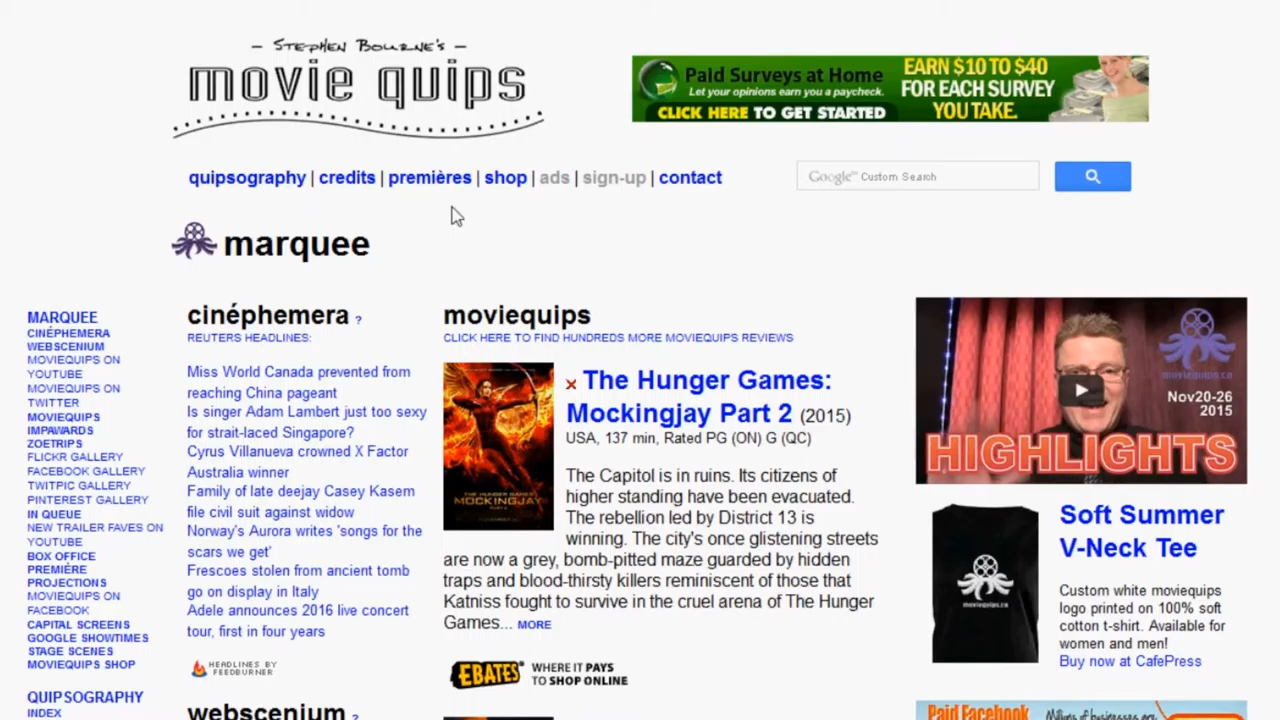 — STEPHEN BOURNE'S —
movie quips
Paid Surveys at Home
Let your opinions earn you a paycheck.
CLICK HERE TO GET STARTED
EARN $10 TO $40
FOR EACH SURVEY
YOU TAKE.
quipsography | credits | premières | shop | ads | sign-up | contact
Google™ Custom Search
marquee
MARQUEE
CINÉPHEMERA
WEBSCENIUM
MOVIEQUIPS ON
YOUTUBE
MOVIEQUIPS ON
TWITTER
MOVIEQUIPS
IMPAWARDS
ZOETRIPS
FLICKR GALLERY
FACEBOOK GALLERY
TWITPIC GALLERY
PINTEREST GALLERY
IN QUEUE
NEW TRAILER FAVES ON
YOUTUBE
BOX OFFICE
PREMIÈRE
PROJECTIONS
MOVIEQUIPS ON
FACEBOOK
CAPITAL SCREENS
GOOGLE SHOWTIMES
STAGE SCENES
MOVIEQUIPS SHOP
QUIPSOGRAPHY
INDEX
cinéphemera ?
REUTERS HEADLINES:
Miss World Canada prevented from
reaching China pageant
Is singer Adam Lambert just too sexy
for strait-laced Singapore?
Cyrus Villanueva crowned X Factor
Australia winner
Family of late deejay Casey Kasem
file civil suit against widow
Norway's Aurora writes 'songs for the
scars we get'
Frescoes stolen from ancient tomb
go on display in Italy
Adele announces 2016 live concert
tour, first in four years
HEADLINES BY
FEEDBURNER
webscenium ?
moviequips
CLICK HERE TO FIND HUNDREDS MORE MOVIEQUIPS REVIEWS
MOCKINGJAY
x The Hunger Games:
Mockingjay Part 2 (2015)
USA, 137 min, Rated PG (ON) G (QC)
The Capitol is in ruins. Its citizens of
higher standing have been evacuated.
The rebellion led by District 13 is
winning. The city's once glistening streets
are now a grey, bomb-pitted maze guarded by hidden
traps and blood-thirsty killers reminiscent of those that
Katniss fought to survive in the cruel arena of The Hunger
Games... MORE
EBATES WHERE IT PAYS
TO SHOP ONLINE
moviequips.ca
Nov20-26
2015
HIGHLIGHTS
moviequips.ca
Soft Summer
V-Neck Tee
Custom white moviequips
logo printed on 100% soft
cotton t-shirt. Available for
women and men!
Buy now at CafePress
Paid Facebook
Millions of businesses are